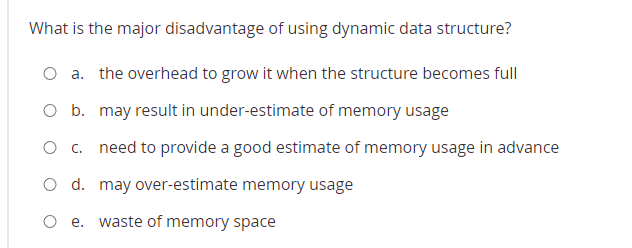 What is the major disadvantage of using dynamic data structure?
a. the overhead to grow it when the structure becomes full
b. may result in under-estimate of memory usage
c. need to provide a good estimate of memory usage in advance
d. may over-estimate memory usage
e. waste of memory space